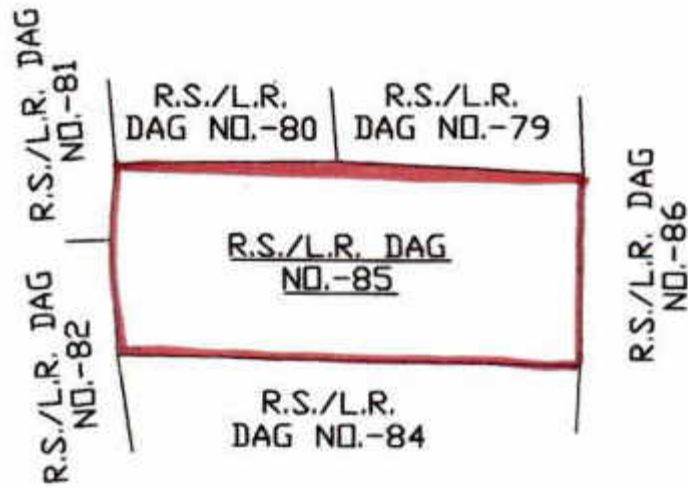 R.S./L.R. DAG
NO.-81
R.S./L.R.
DAG NO.-80
R.S./L.R.
DAG NO.-79
R.S./L.R. DAG
NO.-85
R.S./L.R. DAG
NO.-86
R.S./L.R. DAG
NO.-82
R.S./L.R.
DAG NO.-84